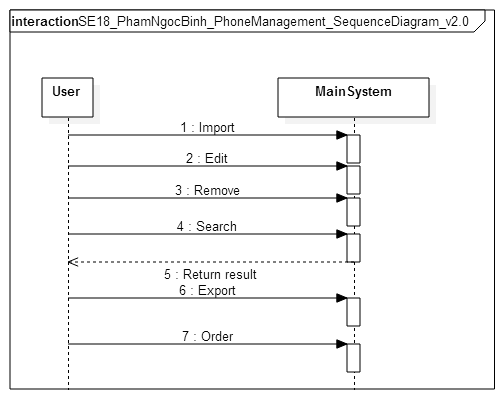 interactionSE18_PhamNgocBinh_PhoneManagement_SequenceDiagram_v2.0
User
MainSystem
1 : Import
2 : Edit
3 : Remove
4 : Search
5 : Return result
6 : Export
7 : Order